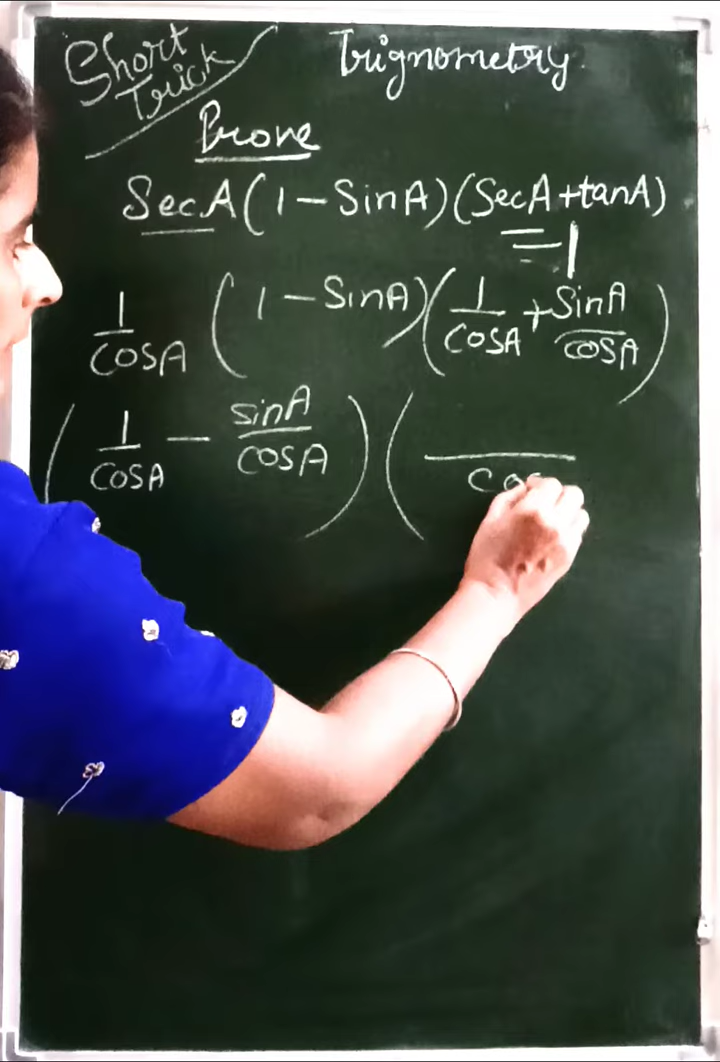 Short Trick
Trignometry
Prove
SecA(1-SinA)(SecA+tanA)
=1
1/COSA (1-SinA)(1/COSA+SinA/COSA)
(1/COSA - sinA/COSA)( /cos